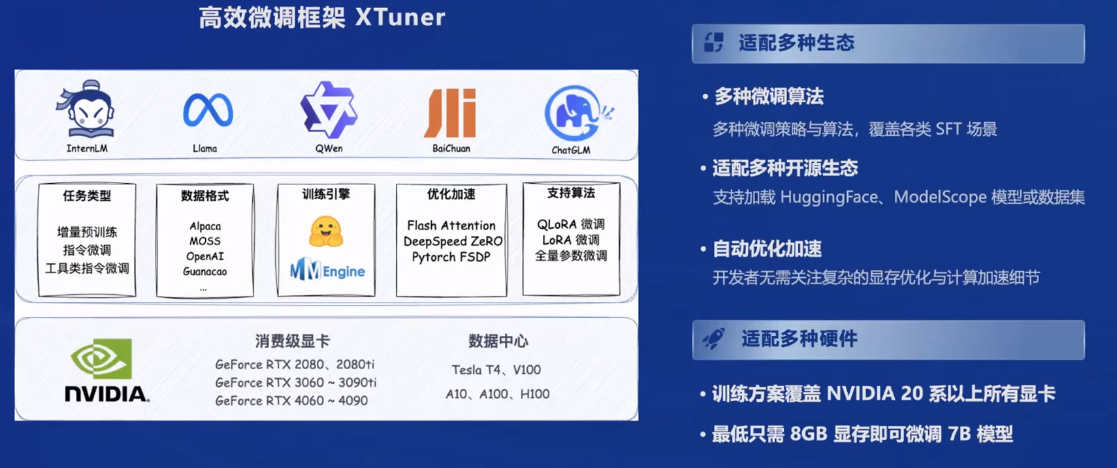 高效微调框架 XTuner
InternLM
Llama
QWen
BaiChuan
ChatGLM
任务类型
增量预训练
指令微调
工具类指令微调
数据格式
Alpaca
MOSS
OpenAI
Guanacao
...
训练引擎
MMEngine
优化加速
Flash Attention
DeepSpeed ZeRO
Pytorch FSDP
支持算法
QLoRA 微调
LoRA 微调
全量参数微调
NVIDIA.
消费级显卡
GeForce RTX 2080、2080ti
GeForce RTX 3060 ~ 3090ti
GeForce RTX 4060 ~ 4090
数据中心
Tesla T4、V100
A10、A100、H100
适配多种生态
• 多种微调算法
多种微调策略与算法，覆盖各类 SFT 场景
• 适配多种开源生态
支持加载 HuggingFace、ModelScope 模型或数据集
• 自动优化加速
开发者无需关注复杂的显存优化与计算加速细节
适配多种硬件
• 训练方案覆盖 NVIDIA 20 系以上所有显卡
• 最低只需 8GB 显存即可微调 7B 模型